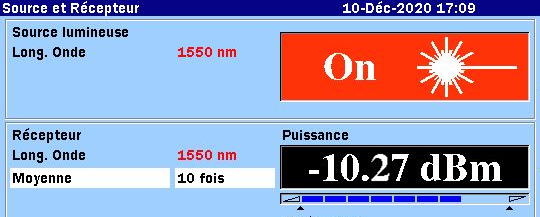 Source et Récepteur 10-Déc-2020 17:09
Source lumineuse
Long. Onde 1550 nm
On
Récepteur Puissance
Long. Onde 1550 nm
-10.27 dBm
Moyenne 10 fois